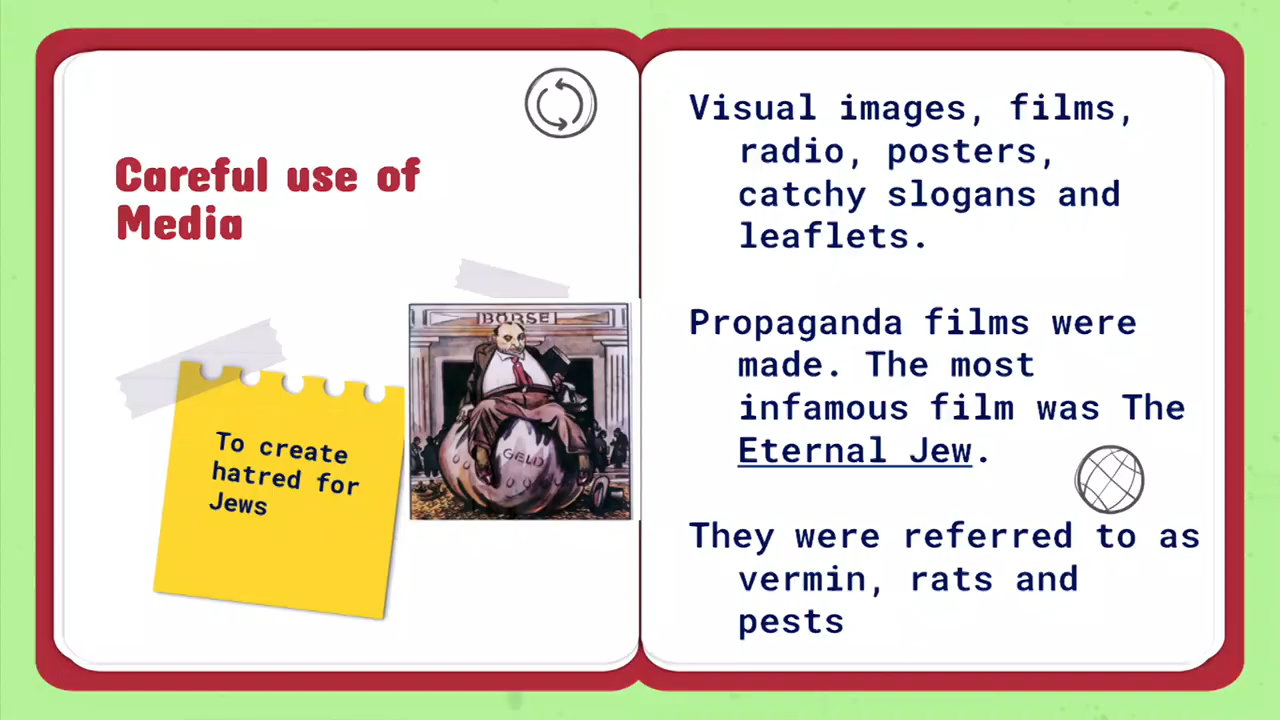 Careful use of
Media
BÖRSE
GELD
To create
hatred for
Jews
Visual images, films,
radio, posters,
catchy slogans and
leaflets.
Propaganda films were
made. The most
infamous film was The
Eternal Jew.
They were referred to as
vermin, rats and
pests